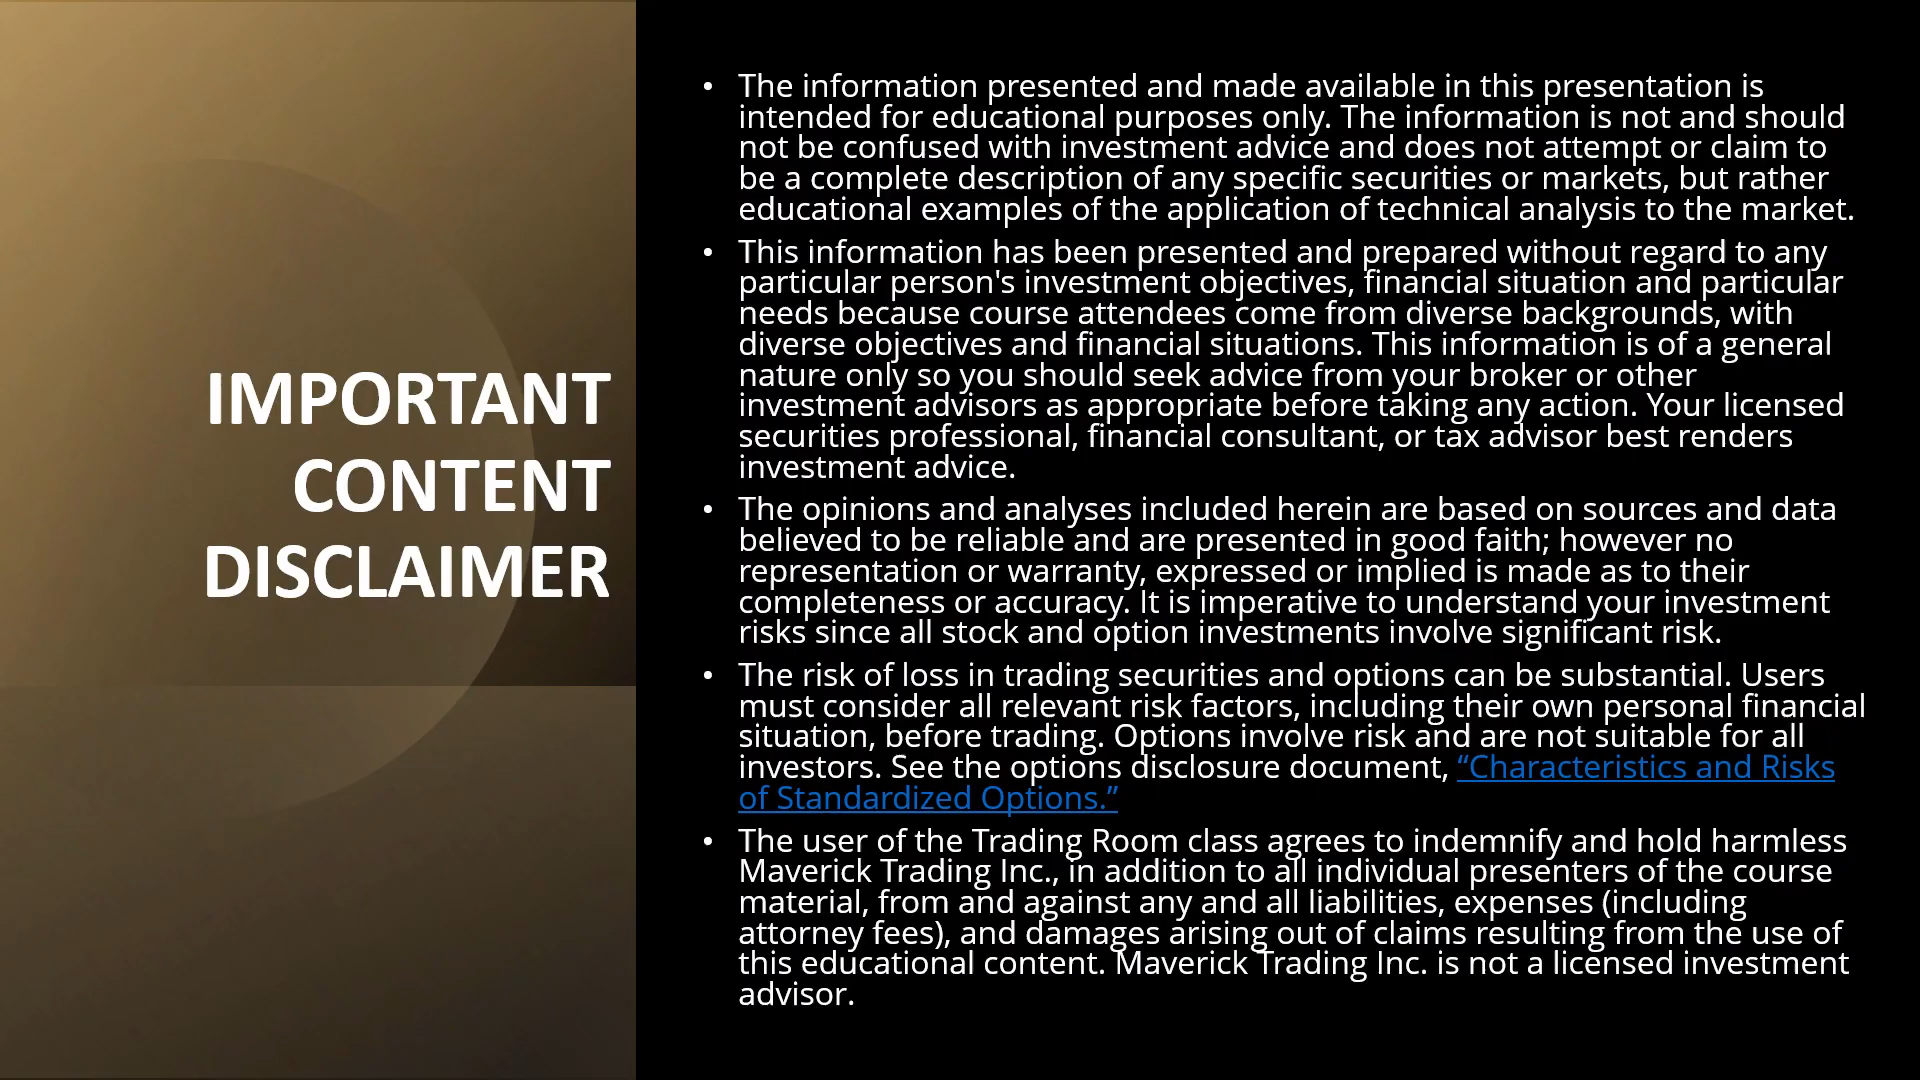 IMPORTANT
CONTENT
DISCLAIMER
• The information presented and made available in this presentation is
intended for educational purposes only. The information is not and should
not be confused with investment advice and does not attempt or claim to
be a complete description of any specific securities or markets, but rather
educational examples of the application of technical analysis to the market.
• This information has been presented and prepared without regard to any
particular person's investment objectives, financial situation and particular
needs because course attendees come from diverse backgrounds, with
diverse objectives and financial situations. This information is of a general
nature only so you should seek advice from your broker or other
investment advisors as appropriate before taking any action. Your licensed
securities professional, financial consultant, or tax advisor best renders
investment advice.
• The opinions and analyses included herein are based on sources and data
believed to be reliable and are presented in good faith; however no
representation or warranty, expressed or implied is made as to their
completeness or accuracy. It is imperative to understand your investment
risks since all stock and option investments involve significant risk.
• The risk of loss in trading securities and options can be substantial. Users
must consider all relevant risk factors, including their own personal financial
situation, before trading. Options involve risk and are not suitable for all
investors. See the options disclosure document, “Characteristics and Risks
of Standardized Options.”
• The user of the Trading Room class agrees to indemnify and hold harmless
Maverick Trading Inc., in addition to all individual presenters of the course
material, from and against any and all liabilities, expenses (including
attorney fees), and damages arising out of claims resulting from the use of
this educational content. Maverick Trading Inc. is not a licensed investment
advisor.